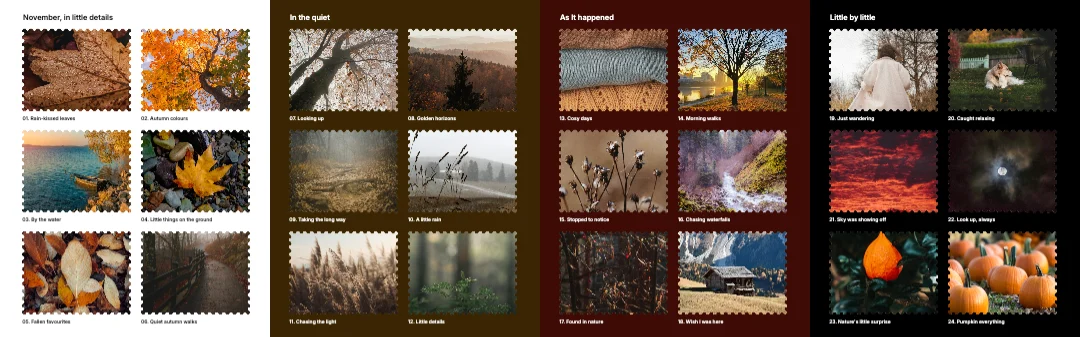 November, in little details
01. Rain-kissed leaves
02. Autumn colours
03. By the water
04. Little things on the ground
05. Fallen favourites
06. Quiet autumn walks
In the quiet
07. Looking up
08. Golden horizons
09. Taking the long way
10. A little rain
11. Chasing the light
12. Little details
As It happened
13. Cosy days
14. Morning walks
15. Stopped to notice
16. Chasing waterfalls
17. Found in nature
18. Wish I was here
Little by little
19. Just wandering
20. Caught relaxing
21. Sky was showing off
22. Look up, always
23. Nature's little surprise
24. Pumpkin everything